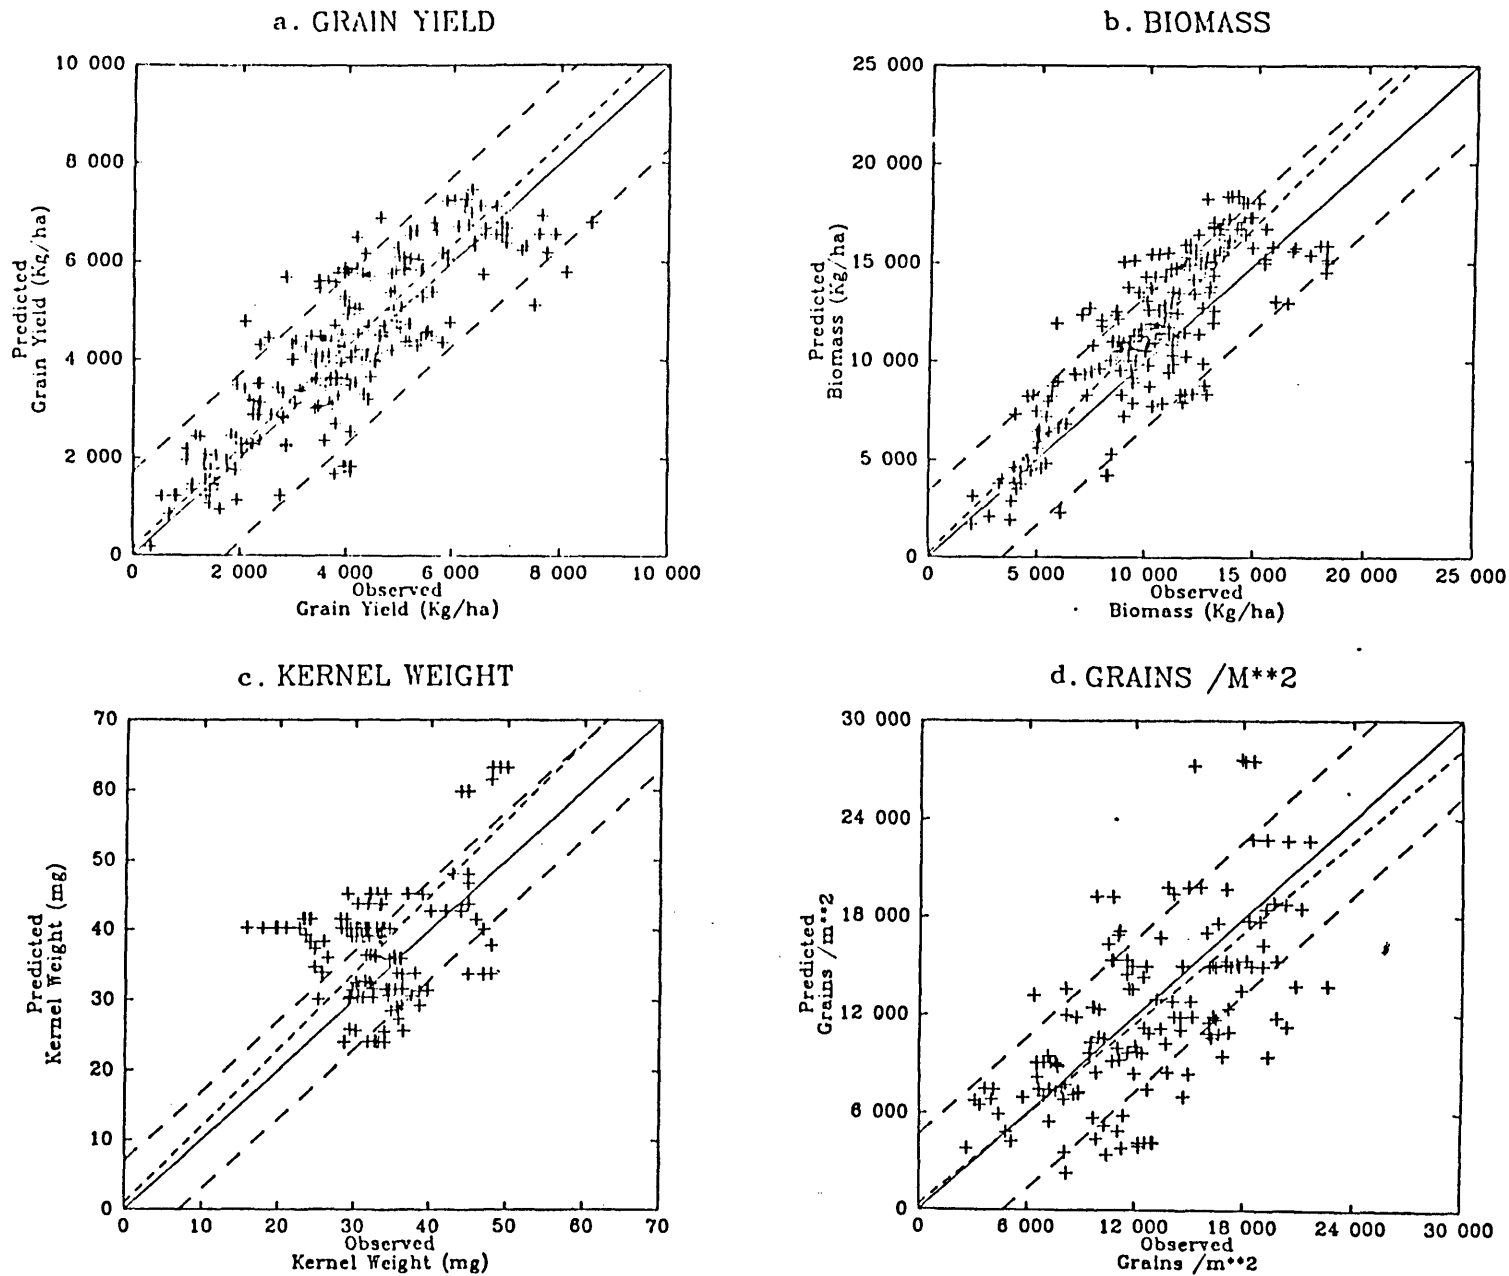 a. GRAIN YIELD
10 000
8 000
6 000
4 000
2 000
0
Predicted
Grain Yield (Kg/ha)
0 2 000 4 000 6 000 8 000 10 000
Observed
Grain Yield (Kg/ha)
b. BIOMASS
25 000
20 000
15 000
10 000
5 000
0
Predicted
Biomass (Kg/ha)
0 5 000 10 000 15 000 20 000 25 000
Observed
Biomass (Kg/ha)
c. KERNEL WEIGHT
70
60
50
40
30
20
10
0
Predicted
Kernel Weight (mg)
0 10 20 30 40 50 60 70
Observed
Kernel Weight (mg)
d. GRAINS /M**2
30 000
24 000
18 000
12 000
6 000
0
Predicted
Grains /m**2
0 6 000 12 000 18 000 24 000 30 000
Observed
Grains /m**2